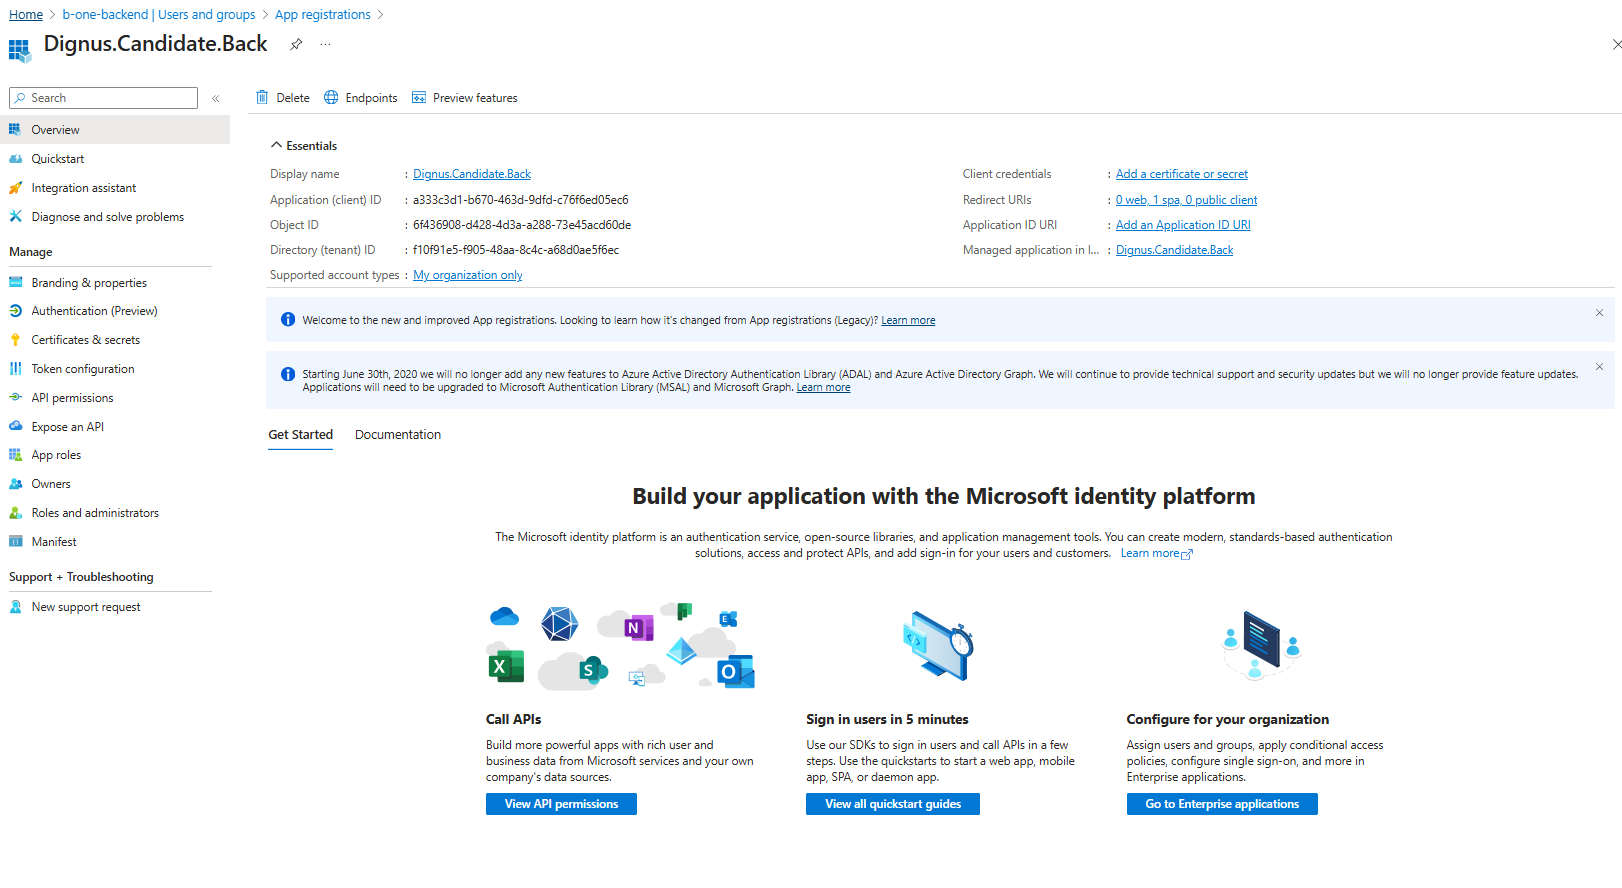 Home > b-one-backend | Users and groups > App registrations >
Dignus.Candidate.Back
Search
Overview
Quickstart
Integration assistant
Diagnose and solve problems
Manage
Branding & properties
Authentication (Preview)
Certificates & secrets
Token configuration
API permissions
Expose an API
App roles
Owners
Roles and administrators
Manifest
Support + Troubleshooting
New support request
Delete Endpoints Preview features
Essentials
Display name : Dignus.Candidate.Back
Application (client) ID : a333c3d1-b670-463d-9dfd-c76f6ed05ec6
Object ID : 6f436908-d428-4d3a-a288-73e45acd60de
Directory (tenant) ID : f10f91e5-f905-48aa-8c4c-a68d0ae5f6ec
Supported account types : My organization only
Client credentials : Add a certificate or secret
Redirect URIs : 0 web, 1 spa, 0 public client
Application ID URI : Add an Application ID URI
Managed application in l... : Dignus.Candidate.Back
Welcome to the new and improved App registrations. Looking to learn how it's changed from App registrations (Legacy)? Learn more
Starting June 30th, 2020 we will no longer add any new features to Azure Active Directory Authentication Library (ADAL) and Azure Active Directory Graph. We will continue to provide technical support and security updates but we will no longer provide feature updates.
Applications will need to be upgraded to Microsoft Authentication Library (MSAL) and Microsoft Graph. Learn more
Get Started Documentation
Build your application with the Microsoft identity platform
The Microsoft identity platform is an authentication service, open-source libraries, and application management tools. You can create modern, standards-based authentication
solutions, access and protect APIs, and add sign-in for your users and customers. Learn more
N
E
X
S
O
Call APIs
Build more powerful apps with rich user and
business data from Microsoft services and your own
company's data sources.
View API permissions
Sign in users in 5 minutes
Use our SDKs to sign in users and call APIs in a few
steps. Use the quickstarts to start a web app, mobile
app, SPA, or daemon app.
View all quickstart guides
Configure for your organization
Assign users and groups, apply conditional access
policies, configure single sign-on, and more in
Enterprise applications.
Go to Enterprise applications